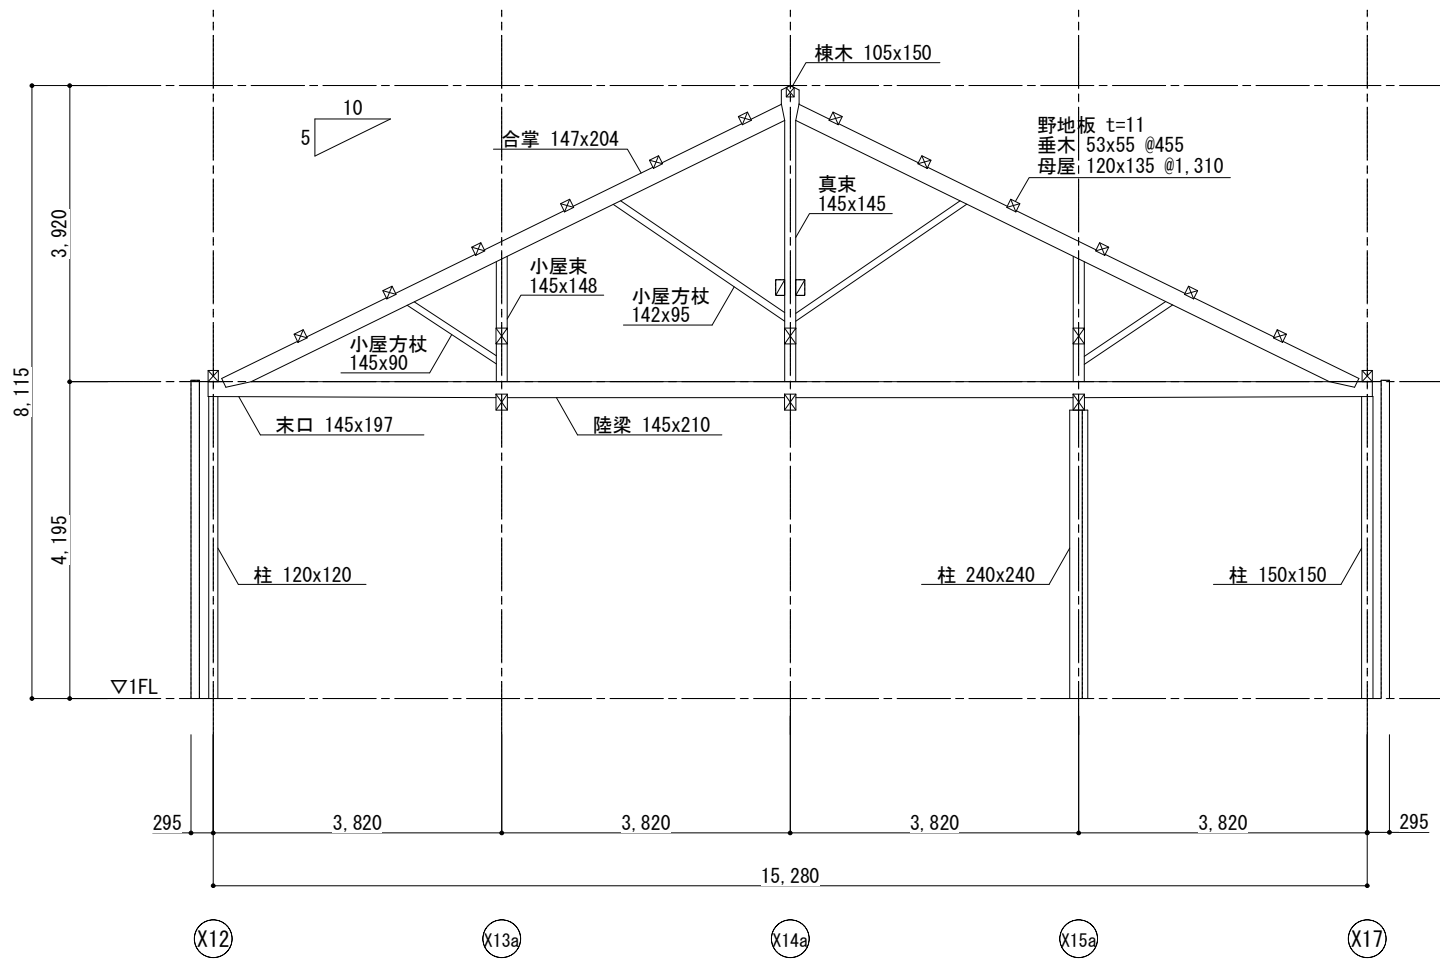 棟木 105x150
10
5
合掌 147x204
野地板 t=11
垂木 53x55 @455
母屋 120x135 @1,310
真束
145x145
3,920
小屋束
145x148
小屋方杖
142x95
小屋方杖
145x90
8,115
末口 145x197
陸梁 145x210
4,195
柱 120x120
柱 240x240
柱 150x150
▽1FL
295
3,820
3,820
3,820
3,820
295
15,280
X12
X13a
X14a
X15a
X17